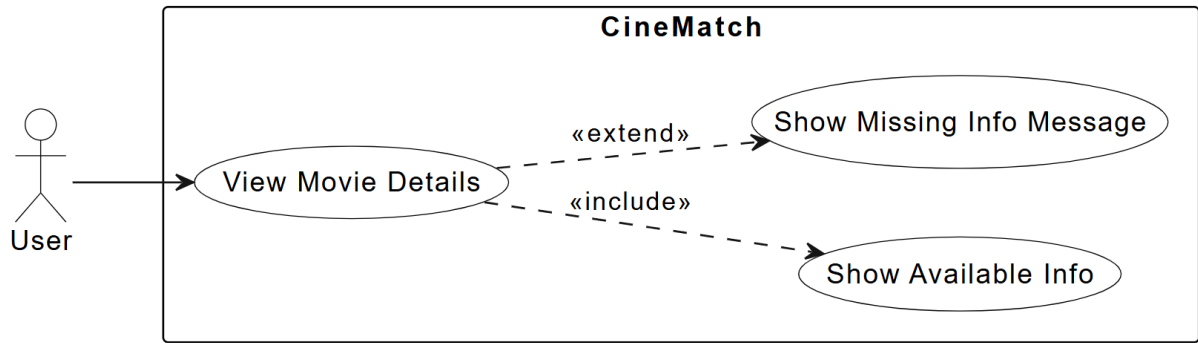 CineMatch
Show Missing Info Message
«extend»
View Movie Details
«include»
User
Show Available Info